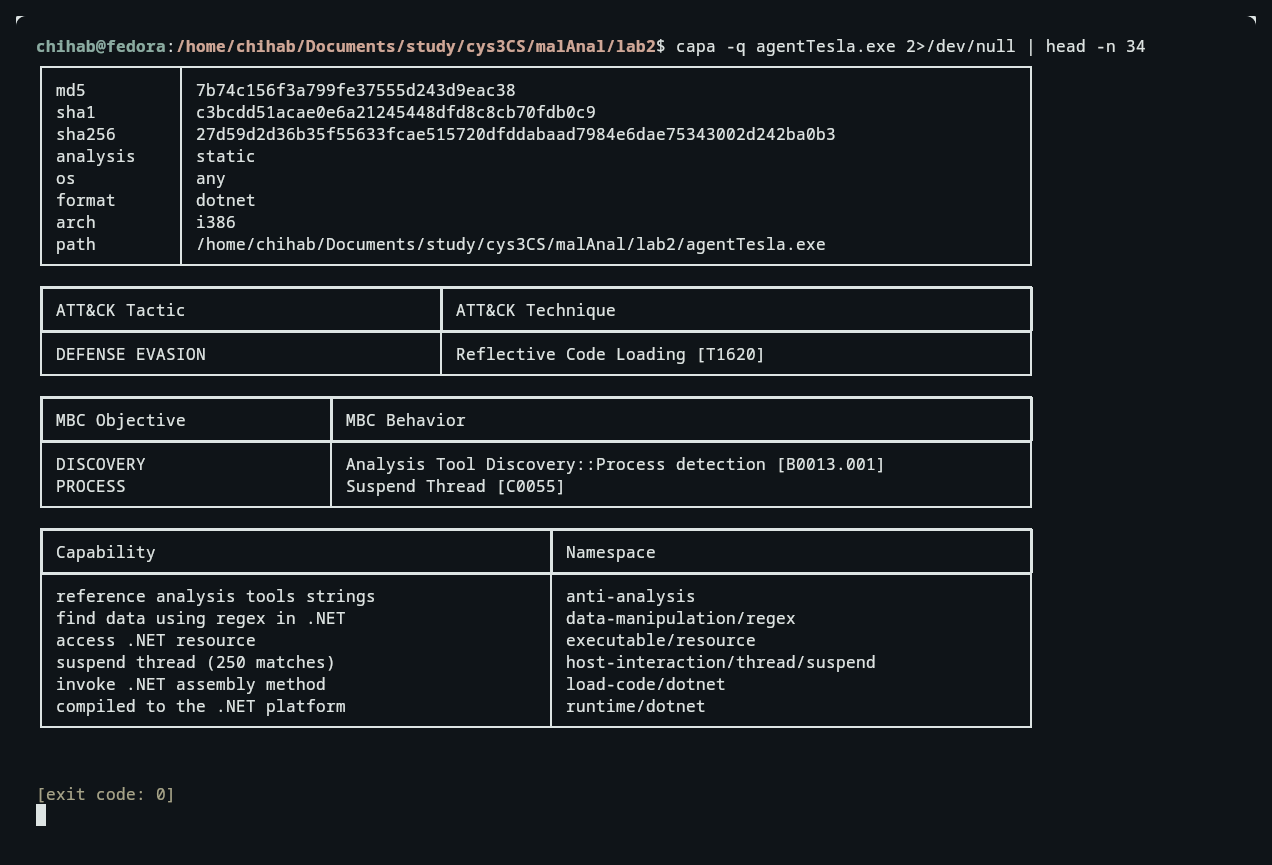 chihab@fedora:/home/chihab/Documents/study/cys3CS/malAnal/lab2$ capa -q agentTesla.exe 2>/dev/null | head -n 34
md5 7b74c156f3a799fe37555d243d9eac38
sha1 c3bcdd51acae0e6a21245448dfd8c8cb70fdb0c9
sha256 27d59d2d36b35f55633fcae515720dfddabaad7984e6dae75343002d242ba0b3
analysis static
os any
format dotnet
arch i386
path /home/chihab/Documents/study/cys3CS/malAnal/lab2/agentTesla.exe
ATT&CK Tactic ATT&CK Technique
DEFENSE EVASION Reflective Code Loading [T1620]
MBC Objective MBC Behavior
DISCOVERY Analysis Tool Discovery::Process detection [B0013.001]
PROCESS Suspend Thread [C0055]
Capability Namespace
reference analysis tools strings anti-analysis
find data using regex in .NET data-manipulation/regex
access .NET resource executable/resource
suspend thread (250 matches) host-interaction/thread/suspend
invoke .NET assembly method load-code/dotnet
compiled to the .NET platform runtime/dotnet
[exit code: 0]